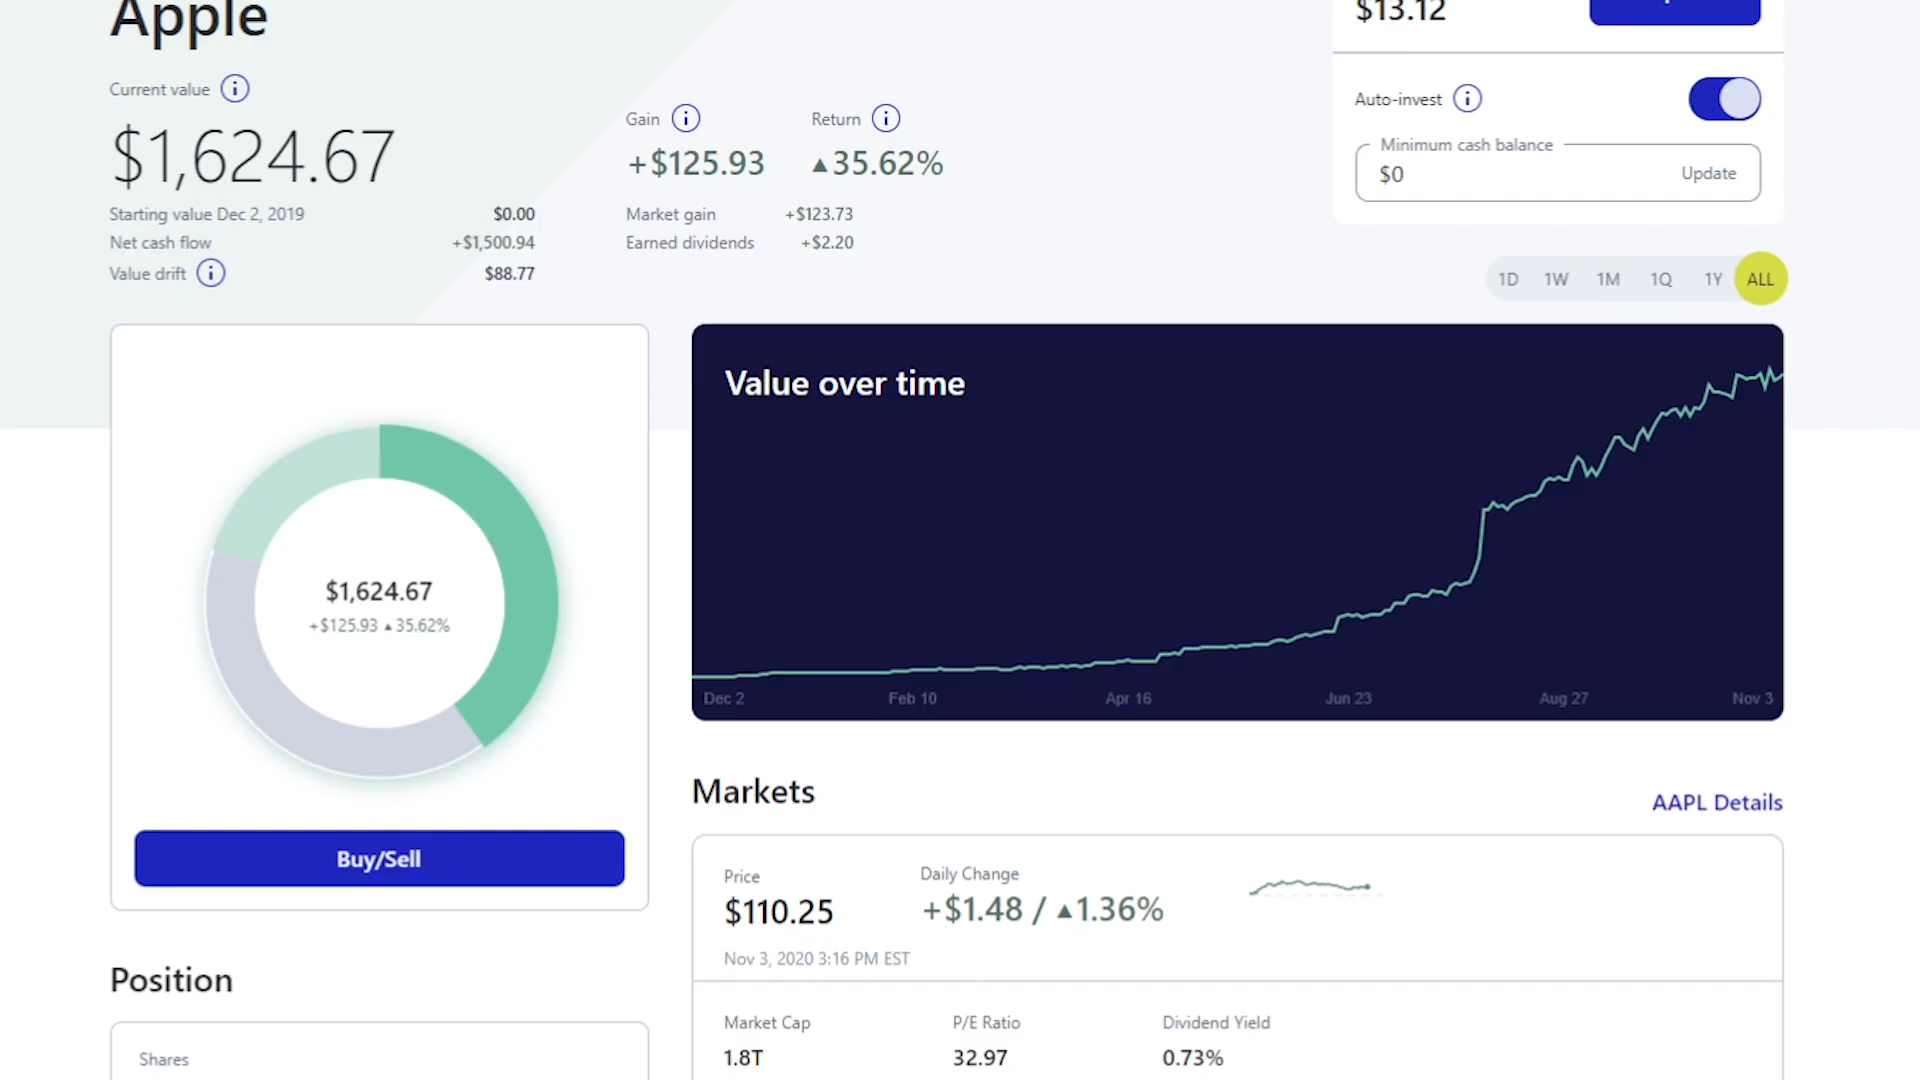 Apple
$13.12
Current value
$1,624.67
Gain
+$125.93
Return
▲35.62%
Auto-invest
Minimum cash balance
$0
Update
Starting value Dec 2, 2019 $0.00
Net cash flow +$1,500.94
Value drift $88.77
Market gain +$123.73
Earned dividends +$2.20
1D 1W 1M 1Q 1Y ALL
$1,624.67
+$125.93 ▲35.62%
Buy/Sell
Value over time
Dec 2 Feb 10 Apr 16 Jun 23 Aug 27 Nov 3
Markets
AAPL Details
Price
$110.25
Nov 3, 2020 3:16 PM EST
Daily Change
+$1.48 / ▲1.36%
Market Cap
1.8T
P/E Ratio
32.97
Dividend Yield
0.73%
Position
Shares